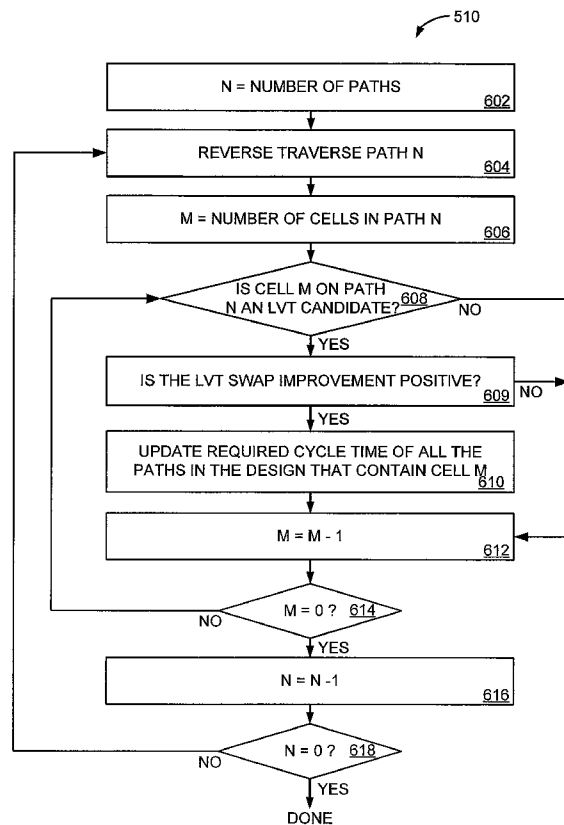 510
N = NUMBER OF PATHS
602
REVERSE TRAVERSE PATH N
604
M = NUMBER OF CELLS IN PATH N
606
IS CELL M ON PATH
N AN LVT CANDIDATE?
608
NO
YES
IS THE LVT SWAP IMPROVEMENT POSITIVE?
609
NO
YES
UPDATE REQUIRED CYCLE TIME OF ALL THE
PATHS IN THE DESIGN THAT CONTAIN CELL M
610
M = M - 1
612
M = 0 ?
614
NO
YES
N = N -1
616
N = 0 ?
618
NO
YES
DONE